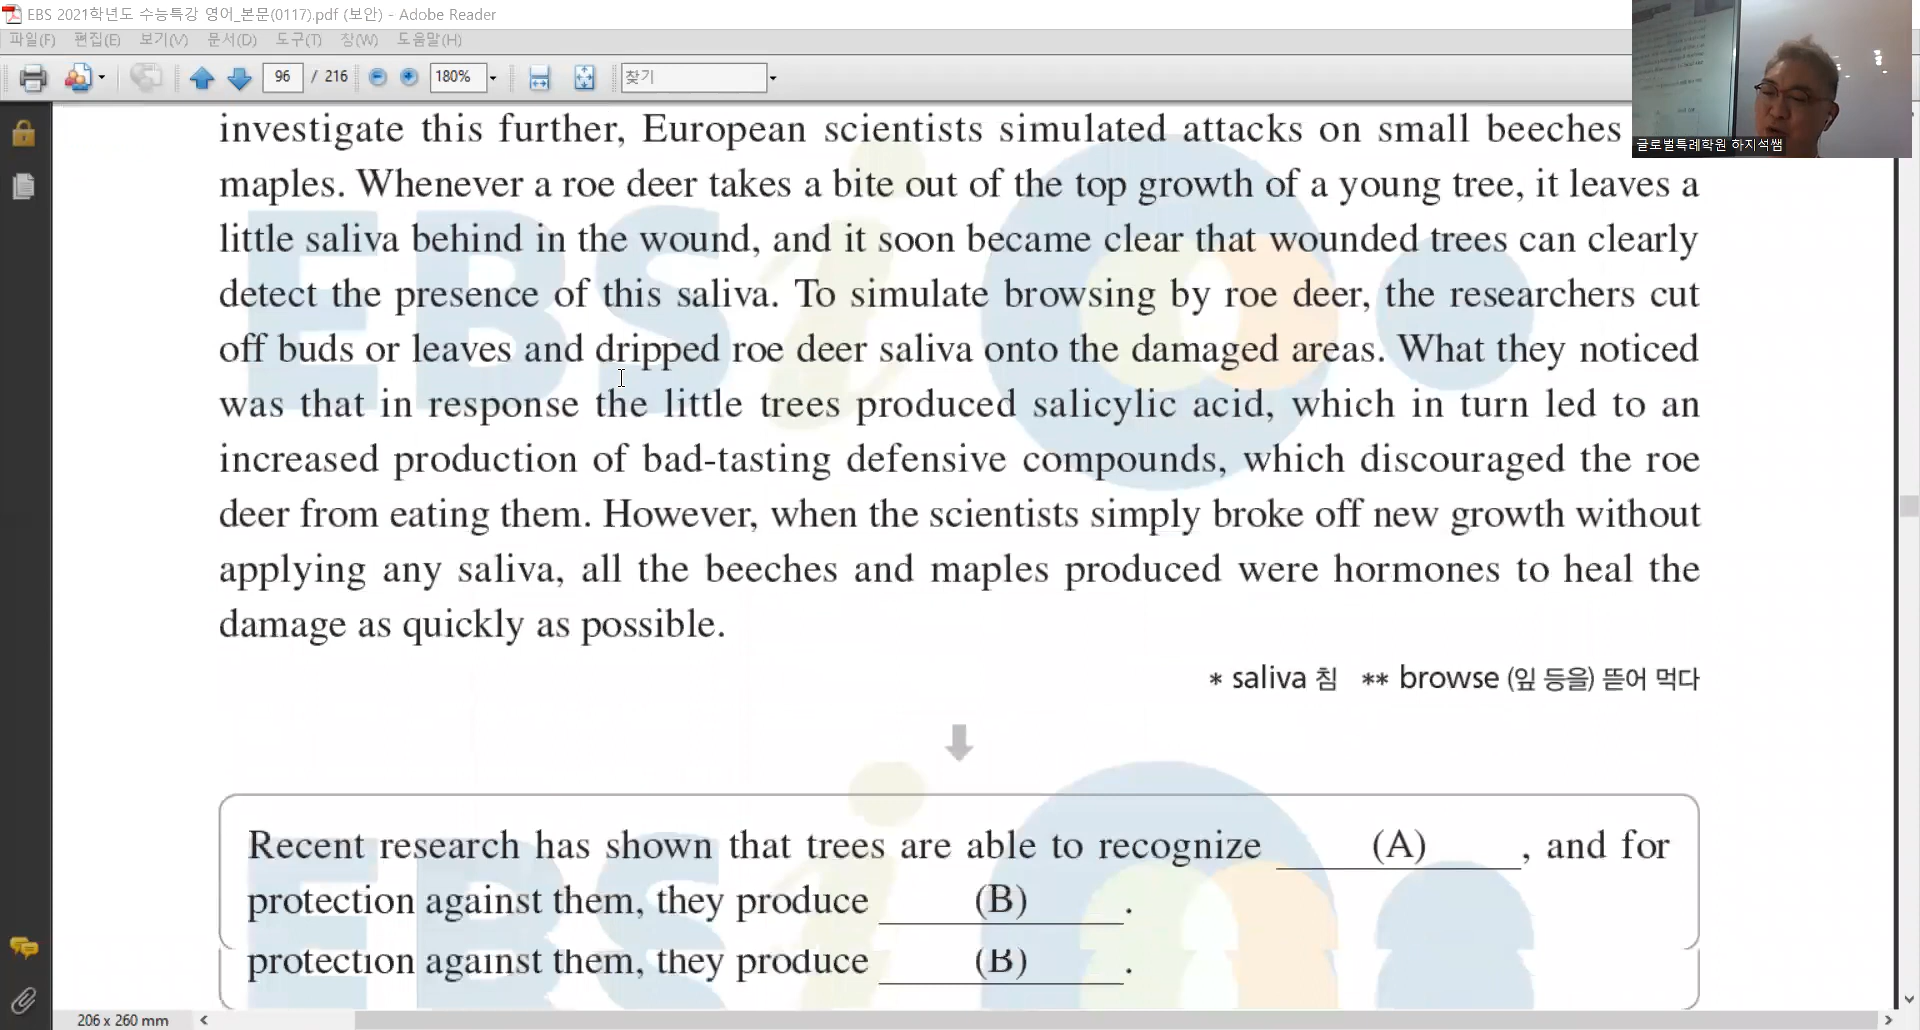 EBS 2021학년도 수능특강 영어_본문(0117).pdf (보안) - Adobe Reader
파일(F) 편집(E) 보기(V) 문서(D) 도구(T) 창(W) 도움말(H)
96 / 216 180% 찾기
글로벌특례학원 하지석쌤
investigate this further, European scientists simulated attacks on small beeches
maples. Whenever a roe deer takes a bite out of the top growth of a young tree, it leaves a
little saliva behind in the wound, and it soon became clear that wounded trees can clearly
detect the presence of this saliva. To simulate browsing by roe deer, the researchers cut
off buds or leaves and dripped roe deer saliva onto the damaged areas. What they noticed
was that in response the little trees produced salicylic acid, which in turn led to an
increased production of bad-tasting defensive compounds, which discouraged the roe
deer from eating them. However, when the scientists simply broke off new growth without
applying any saliva, all the beeches and maples produced were hormones to heal the
damage as quickly as possible.
* saliva 침 ** browse (잎 등을) 뜯어 먹다
Recent research has shown that trees are able to recognize (A) , and for
protection against them, they produce (B) .
protection against them, they produce (B) .
206 x 260 mm
EBSi
EBSi